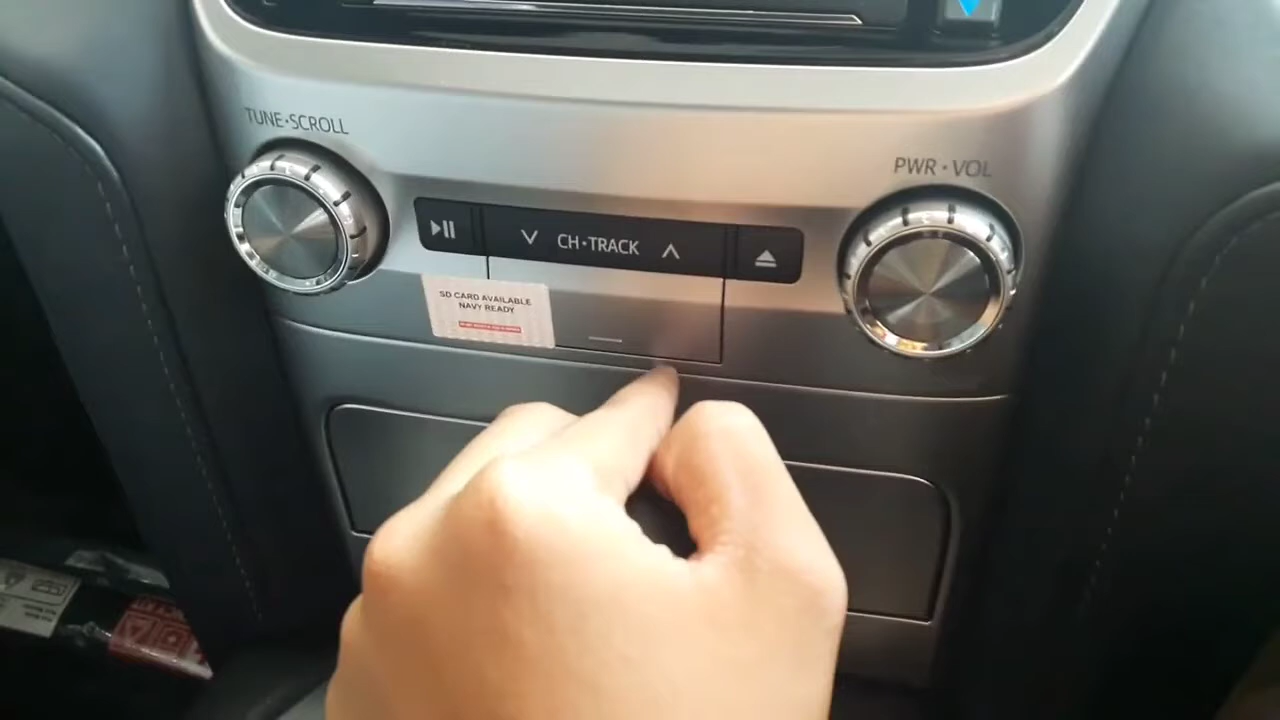 TUNE·SCROLL
PWR·VOL
CH·TRACK
SD CARD AVAILABLE
NAVY READY